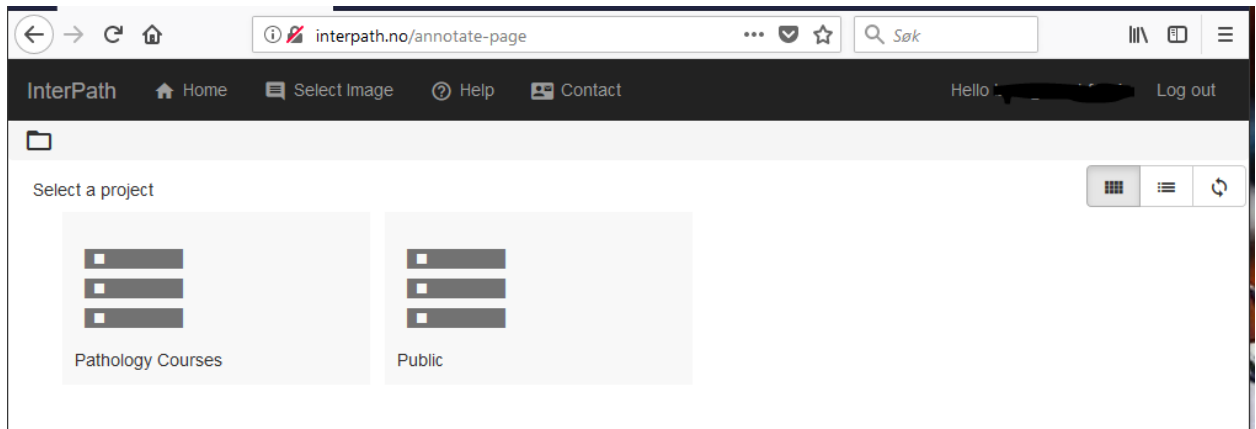 interpath.no/annotate-page Søk
InterPath Home Select Image Help Contact Hello Log out
Select a project
Pathology Courses Public